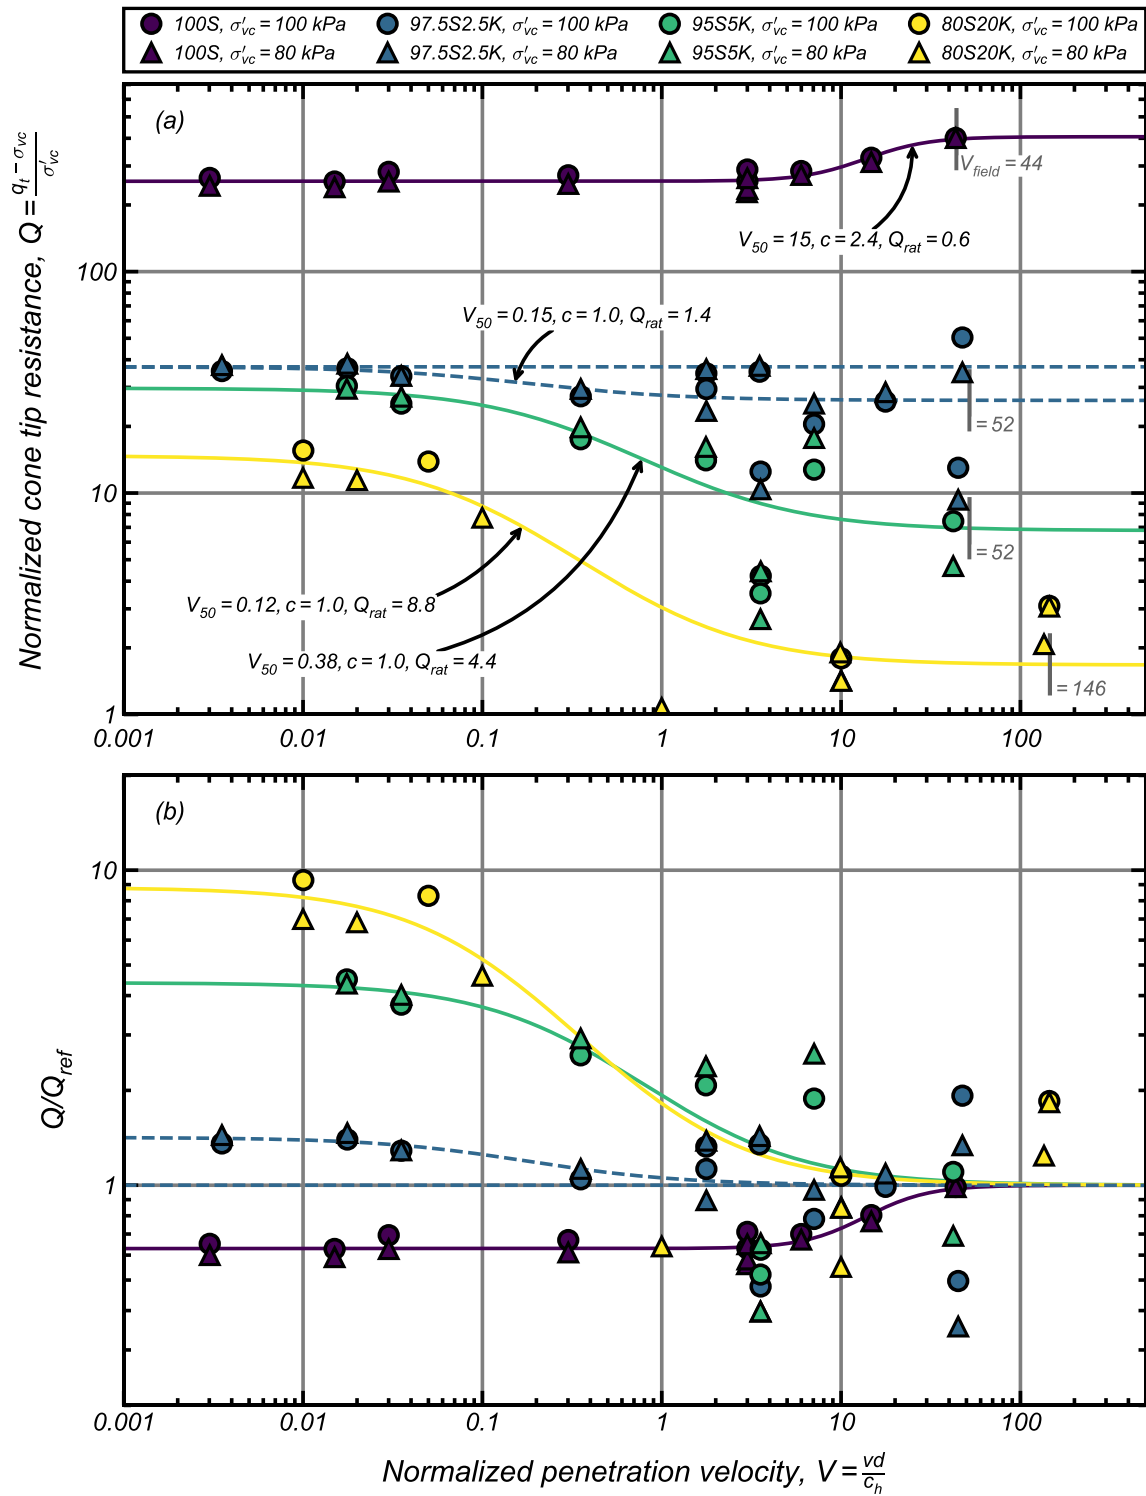 100S, σ′vc = 100 kPa
97.5S2.5K, σ′vc = 100 kPa
95S5K, σ′vc = 100 kPa
80S20K, σ′vc = 100 kPa
100S, σ′vc = 80 kPa
97.5S2.5K, σ′vc = 80 kPa
95S5K, σ′vc = 80 kPa
80S20K, σ′vc = 80 kPa
(a)
Normalized cone tip resistance, Q = (qt − σvc)/σ′vc
100
10
1
Vfield = 44
V50 = 15, c = 2.4, Qrat = 0.6
V50 = 0.15, c = 1.0, Qrat = 1.4
= 52
= 52
V50 = 0.12, c = 1.0, Qrat = 8.8
V50 = 0.38, c = 1.0, Qrat = 4.4
= 146
0.001 0.01 0.1 1 10 100
(b)
Q/Qref
10
1
0.001 0.01 0.1 1 10 100
Normalized penetration velocity, V = vd/ch